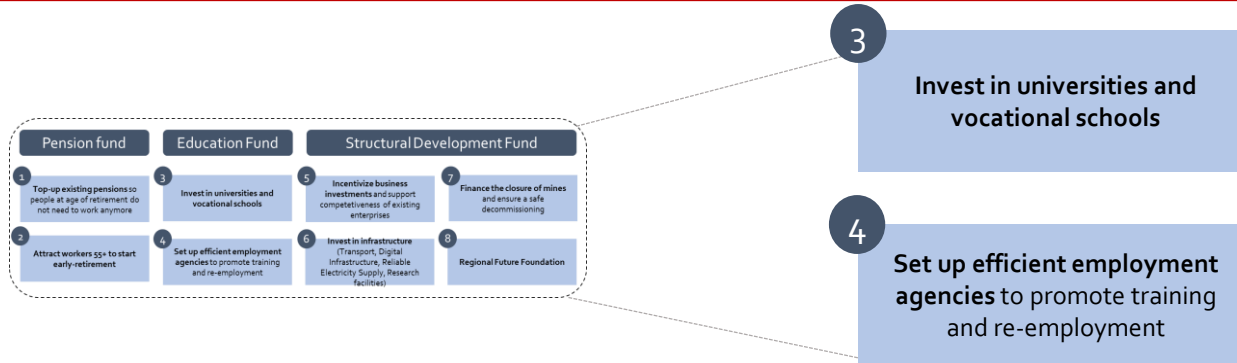 Pension fund
1
Top-up existing pensions so
people at age of retirement do
not need to work anymore
2
Attract workers 55+ to start
early-retirement
Education Fund
3
Invest in universities and
vocational schools
4
Set up efficient employment
agencies to promote training
and re-employment
Structural Development Fund
5
Incentivize business
investments and support
competetiveness of existing
enterprises
6
Invest in infrastructure
(Transport, Digital
Infrastructure, Reliable
Electricity Supply, Research
facilities)
7
Finance the closure of mines
and ensure a safe
decommissioning
8
Regional Future Foundation
3
Invest in universities and
vocational schools
4
Set up efficient employment
agencies to promote training
and re-employment